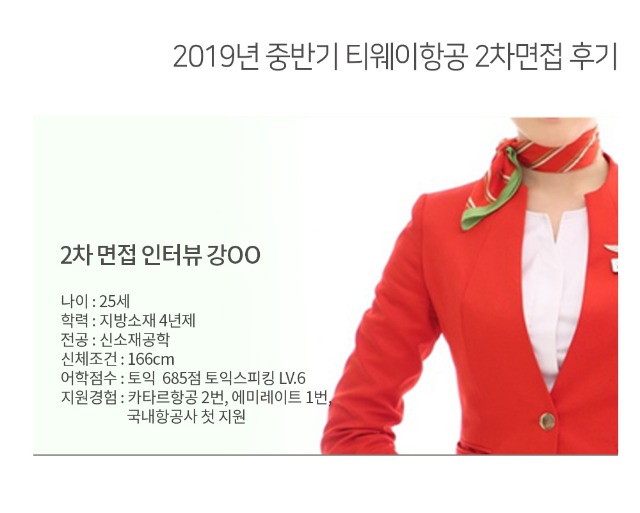 2019년 중반기 티웨이항공 2차면접 후기
2차 면접 인터뷰 강OO
나이 : 25세
학력 : 지방소재 4년제
전공 : 신소재공학
신체조건 : 166cm
어학점수 : 토익 685점 토익스피킹 LV.6
지원경험 : 카타르항공 2번, 에미레이트 1번,
국내항공사 첫 지원